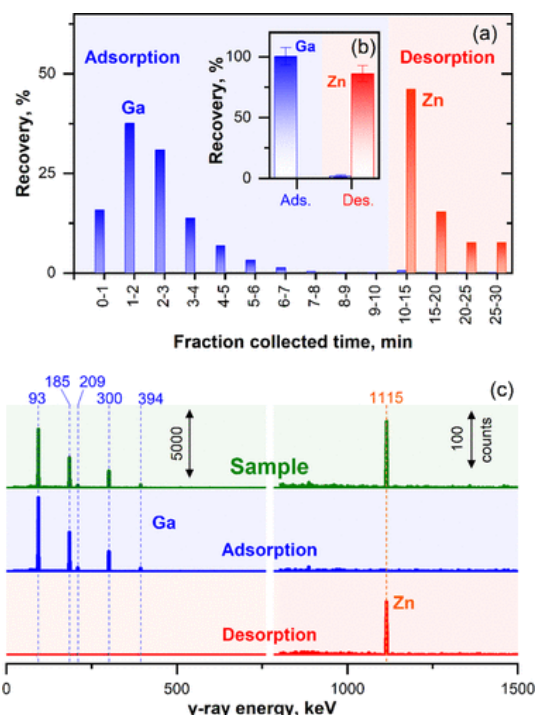 Adsorption
(a)
Desorption
Ga
Recovery, %
50
25
0
(b)
Ga
Zn
Recovery, %
100
50
0
Ads.
Des.
Zn
0-1
1-2
2-3
3-4
4-5
5-6
6-7
7-8
8-9
9-10
10-15
15-20
20-25
25-30
Fraction collected time, min
(c)
93
185
209
300
394
1115
5000
100
counts
Sample
Ga
Adsorption
Zn
Desorption
0
500
1000
1500
γ-ray energy, keV